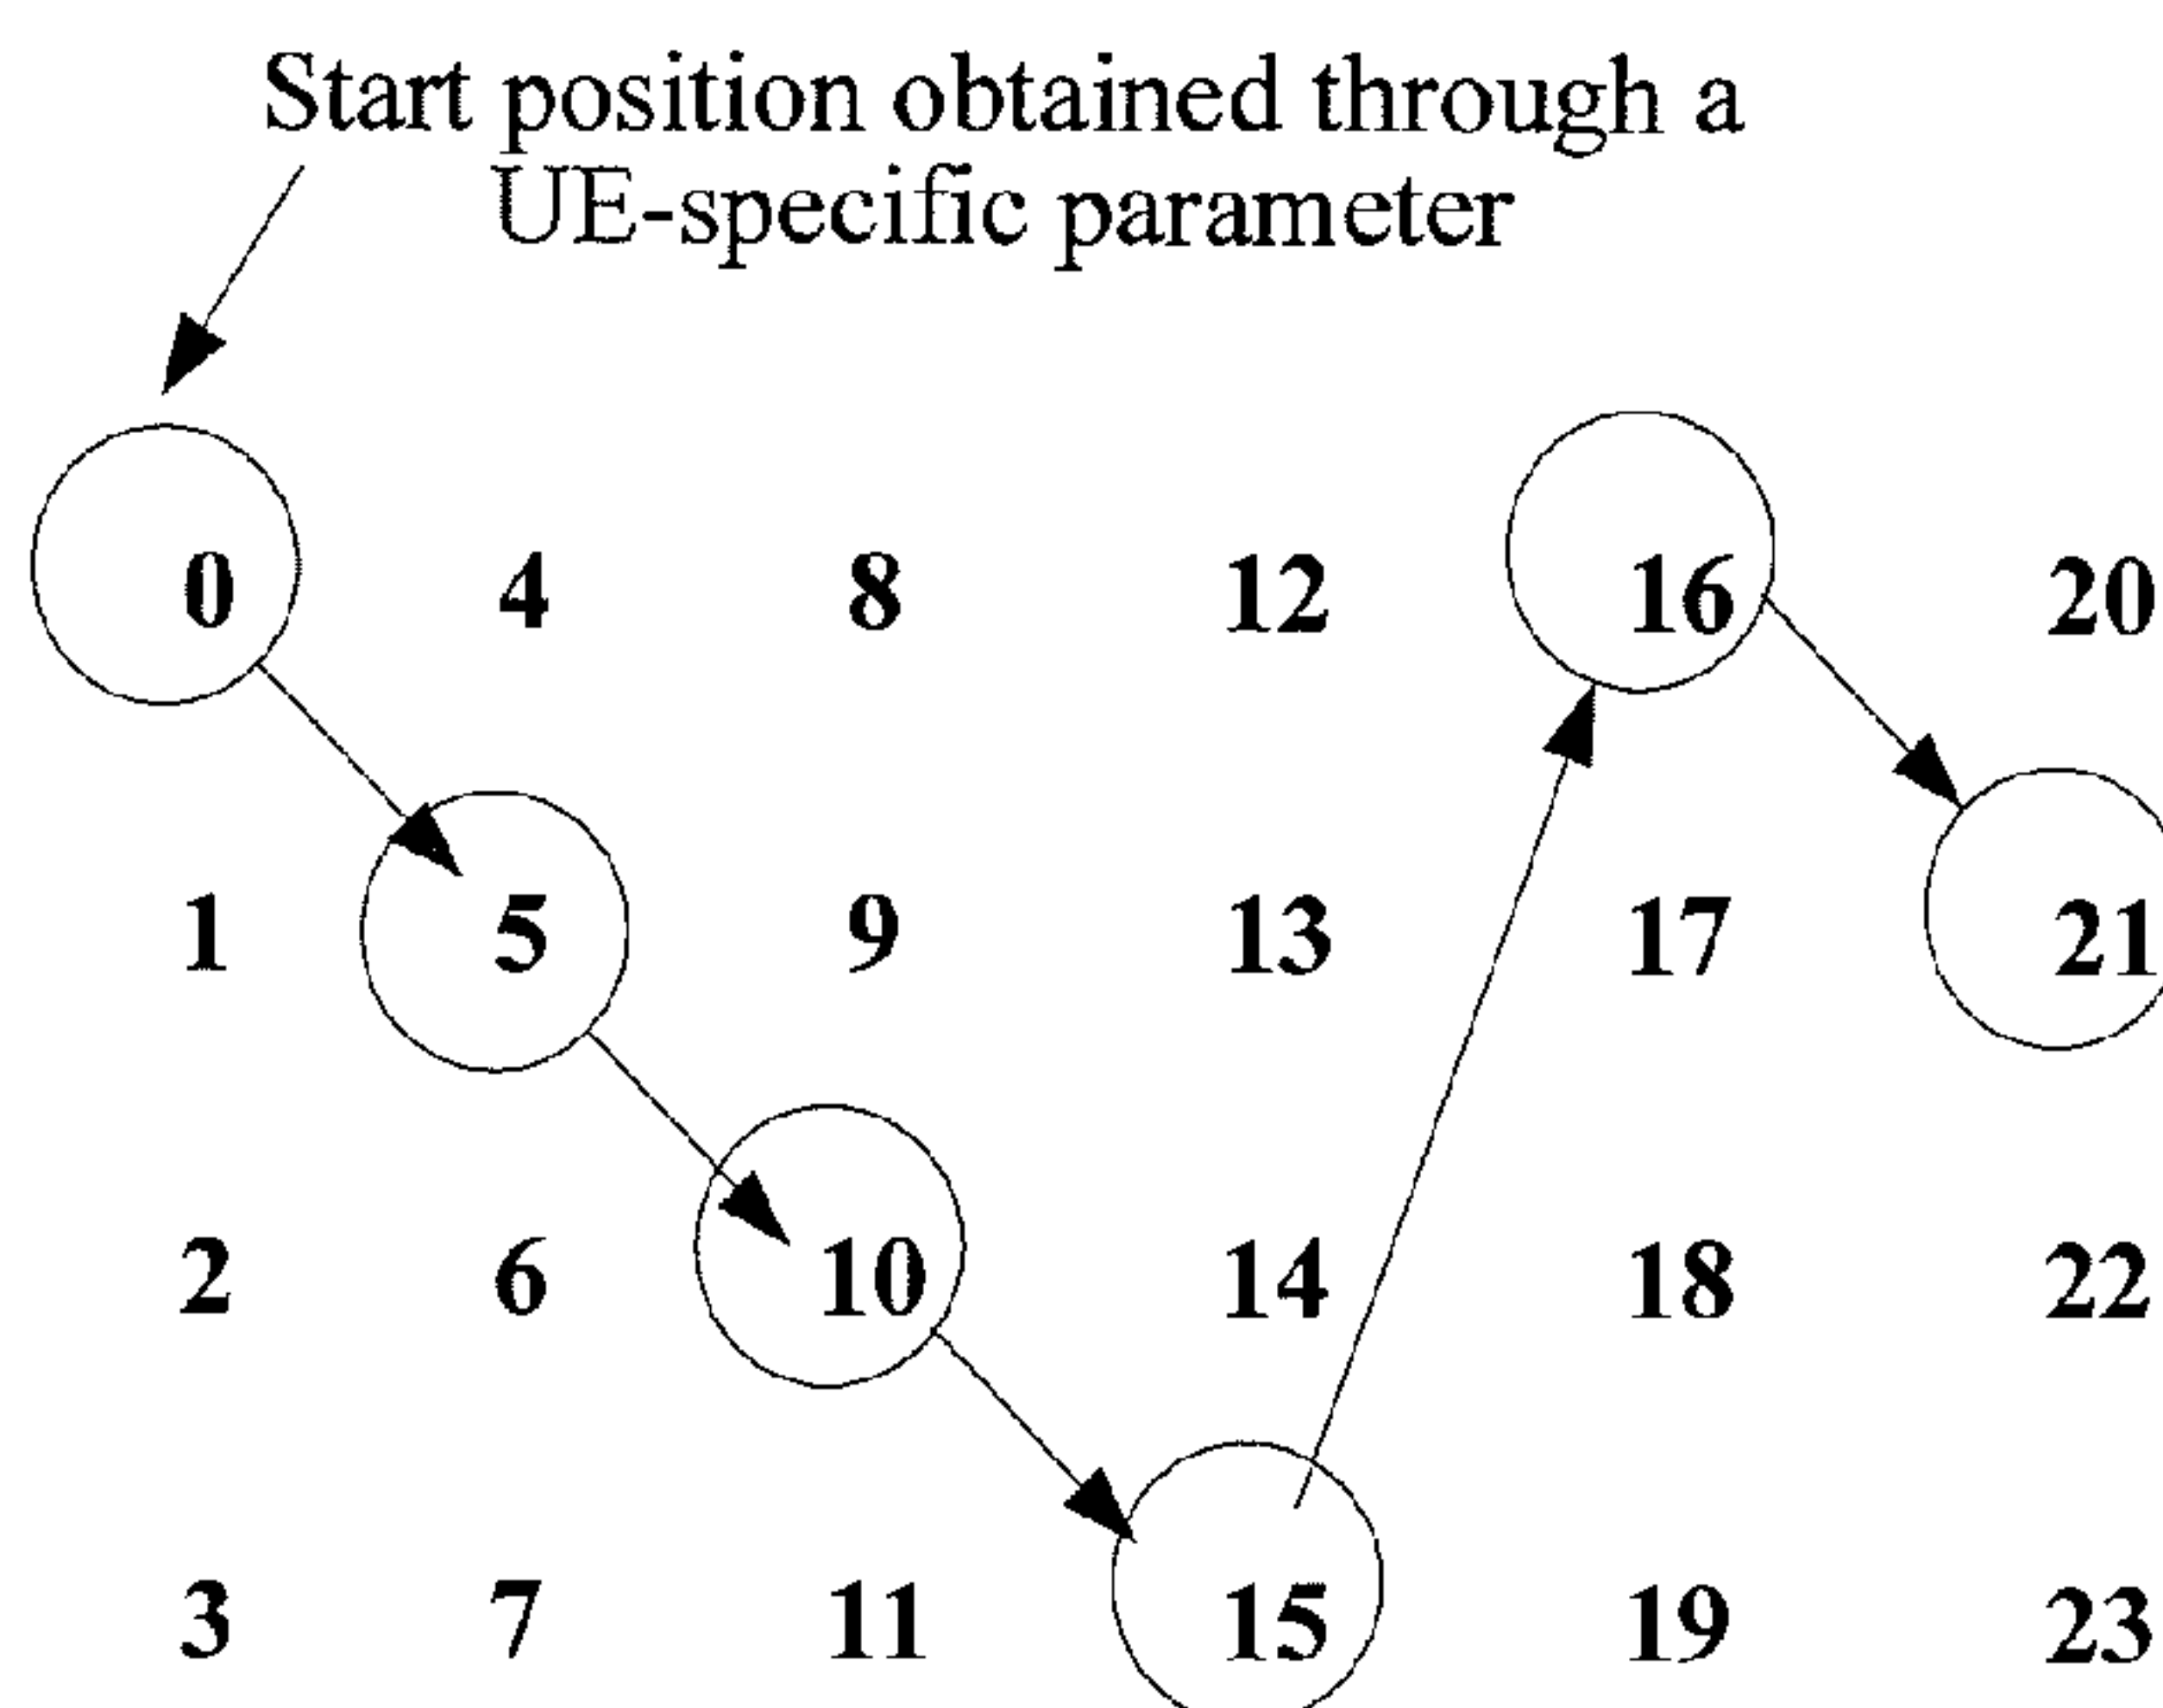 Start position obtained through a
UE-specific parameter
0 4 8 12 16 20
1 5 9 13 17 21
2 6 10 14 18 22
3 7 11 15 19 23